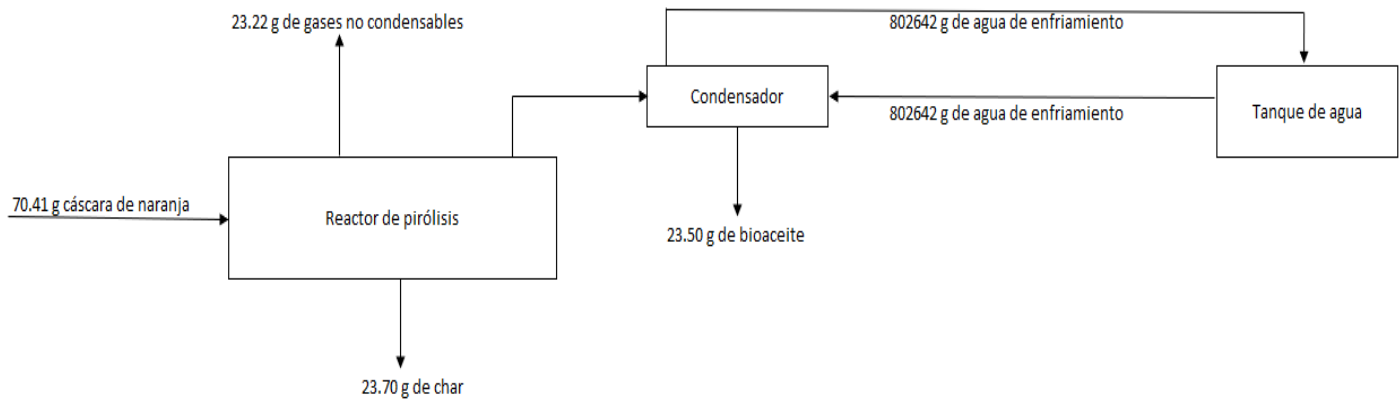 23.22 g de gases no condensables
802642 g de agua de enfriamiento
Condensador
802642 g de agua de enfriamiento
Tanque de agua
70.41 g cáscara de naranja
Reactor de pirólisis
23.50 g de bioaceite
23.70 g de char